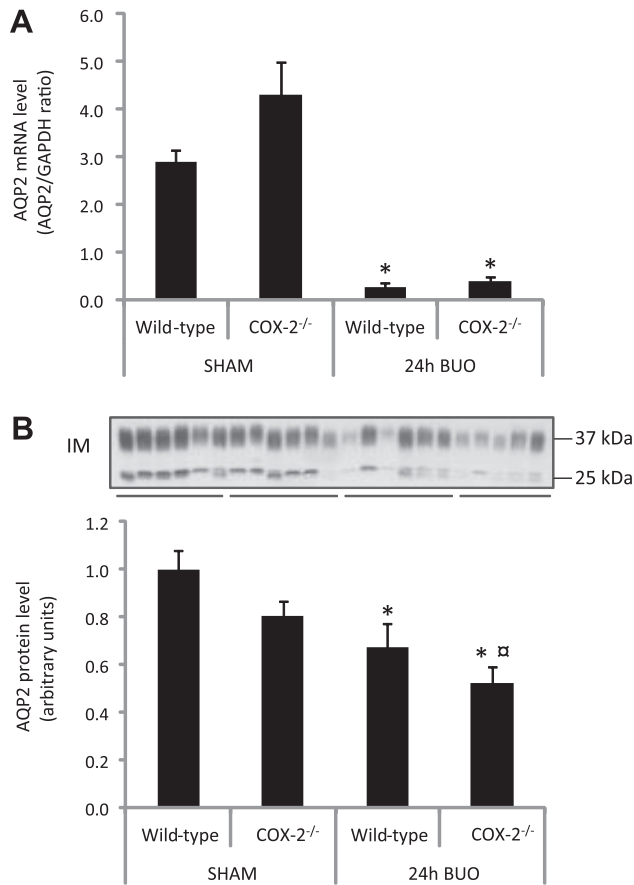 A
AQP2 mRNA level
(AQP2/GAPDH ratio)
6.0
5.0
4.0
3.0
2.0
1.0
0.0
* *
Wild-type COX-2-/- Wild-type COX-2-/-
SHAM 24h BUO
B
IM
37 kDa
25 kDa
AQP2 protein level
(arbitrary units)
1.2
1.0
0.8
0.6
0.4
0.2
0.0
*
* ¤
Wild-type COX-2-/- Wild-type COX-2-/-
SHAM 24h BUO